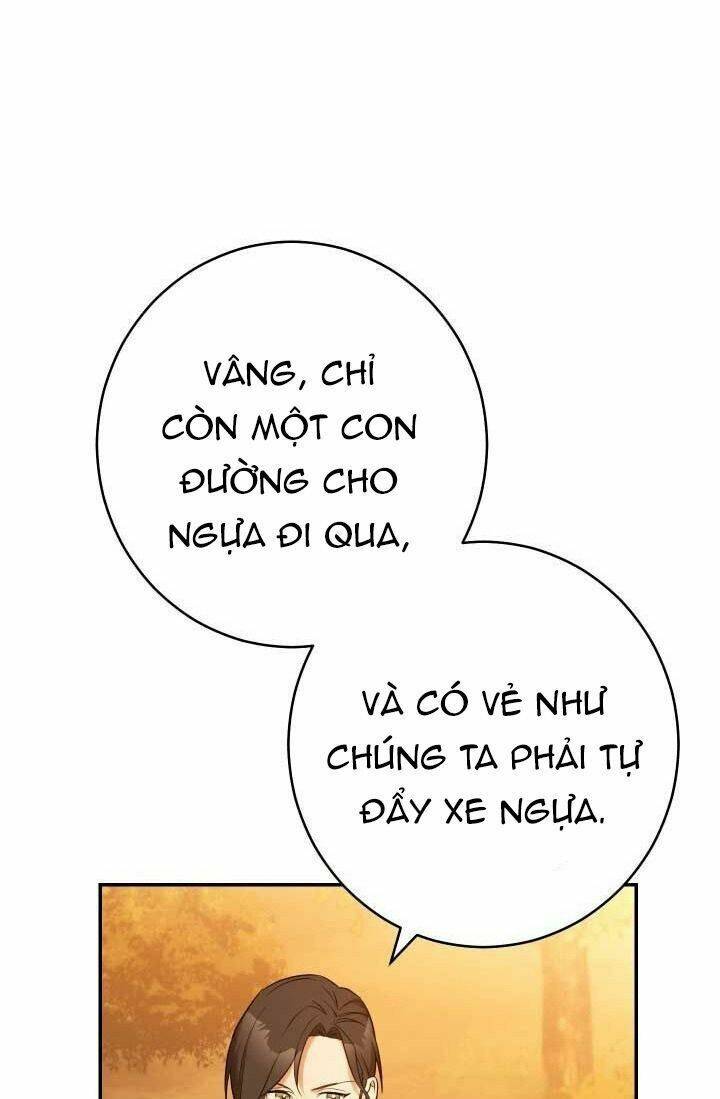 VÂNG, CHỈ
CÒN MỘT CON
ĐƯỜNG CHO
NGỰA ĐI QUA,
VÀ CÓ VẺ NHƯ
CHÚNG TA PHẢI TỰ
ĐẨY XE NGỰA.